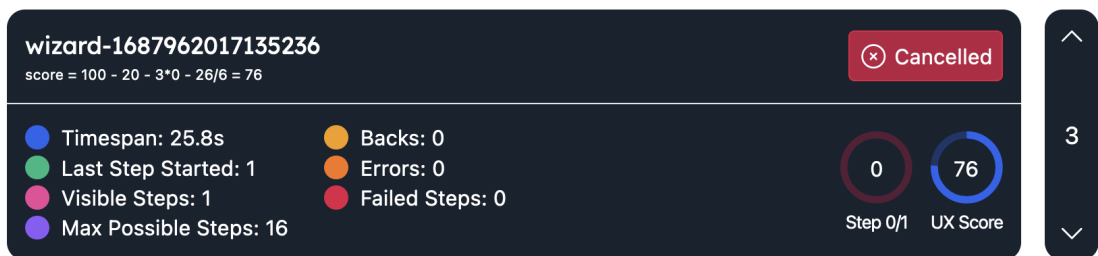 wizard-1687962017135236
score = 100 - 20 - 3*0 - 26/6 = 76
Cancelled
Timespan: 25.8s
Last Step Started: 1
Visible Steps: 1
Max Possible Steps: 16
Backs: 0
Errors: 0
Failed Steps: 0
0
Step 0/1
76
UX Score
3